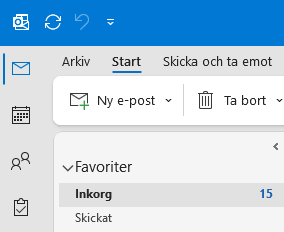 Arkiv Start Skicka och ta emot
Ny e-post Ta bort
Favoriter
Inkorg 15
Skickat